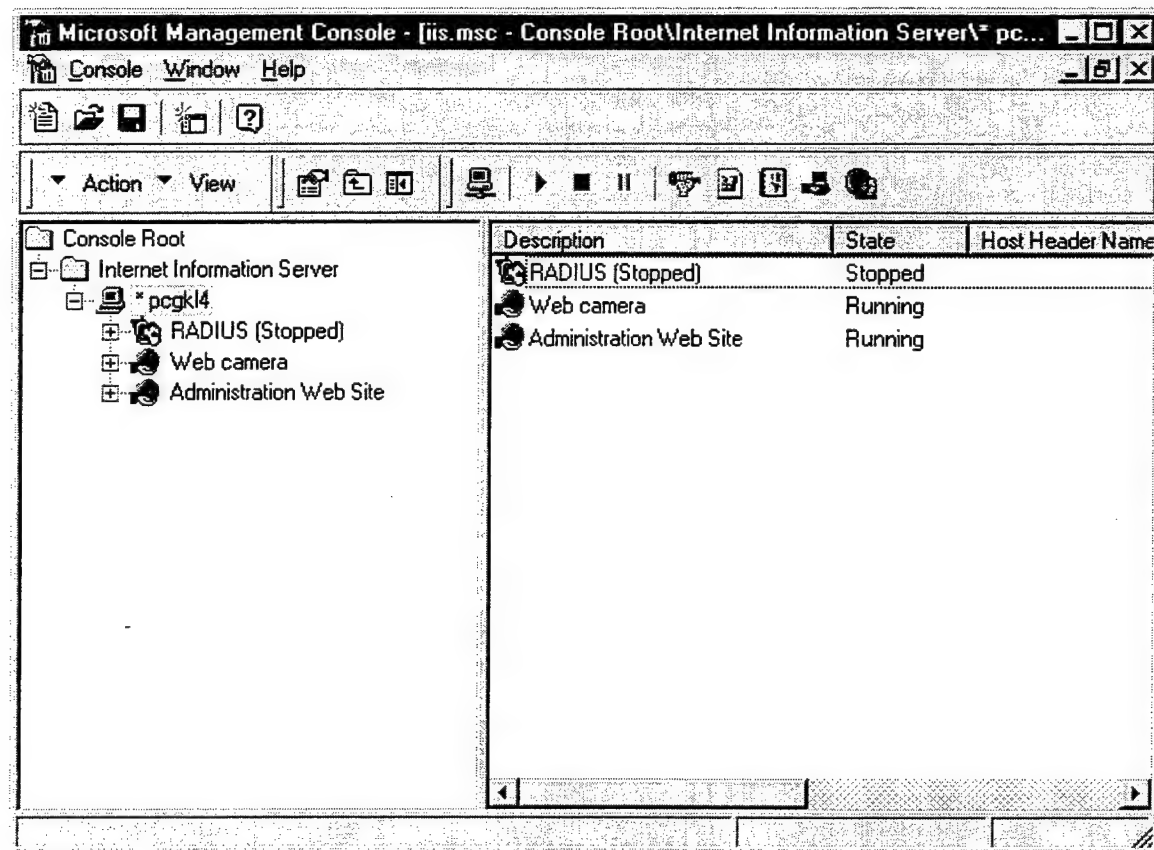 Microsoft Management Console - [iis.msc - Console Root\Internet Information Server\* pc...
Console Window Help
Action View
Console Root
Internet Information Server
* pcgkl4
RADIUS (Stopped)
Web camera
Administration Web Site
Description State Host Header Name
RADIUS (Stopped) Stopped
Web camera Running
Administration Web Site Running